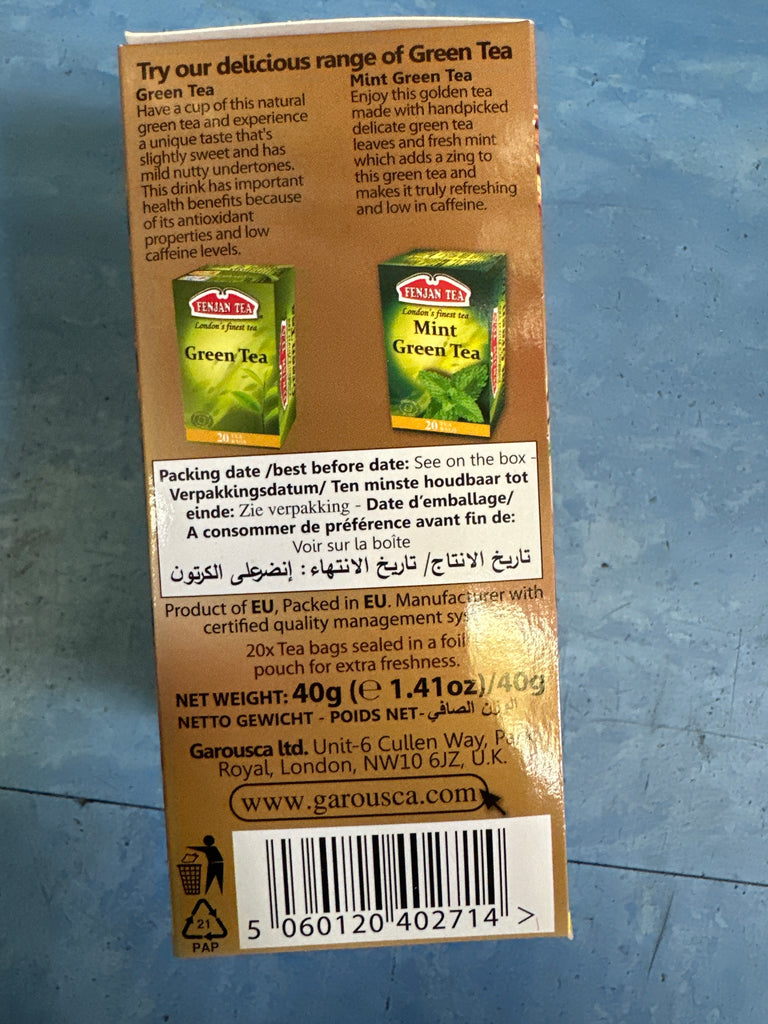 Try our delicious range of Green Tea
Green Tea
Have a cup of this natural
green tea and experience
a unique taste that's
slightly sweet and has
mild nutty undertones.
This drink has important
health benefits because
of its antioxidant
properties and low
caffeine levels.
Mint Green Tea
Enjoy this golden tea
made with handpicked
delicate green tea
leaves and fresh mint
which adds a zing to
this green tea and
makes it truly refreshing
and low in caffeine.
FENJAN TEA
London's finest tea
Green Tea
20 TEA BAGS
FENJAN TEA
London's finest tea
Mint
Green Tea
20 TEA BAGS
Packing date /best before date: See on the box -
Verpakkingsdatum/ Ten minste houdbaar tot
einde: Zie verpakking - Date d'emballage/
A consommer de préférence avant fin de:
Voir sur la boîte
تاريخ الانتاج/ تاريخ الانتهاء : إنضرعلى الكرتون
Product of EU, Packed in EU. Manufacturer with
certified quality management
20x Tea bags sealed in a foil
pouch for extra freshness.
NET WEIGHT: 40g (e 1.41oz)/40g
NETTO GEWICHT - POIDS NET- الوزن الصافي
Garousca ltd. Unit-6 Cullen Way,
Royal, London, NW10 6JZ, U.K.
www.garousca.com
21
PAP
5 060120 402714 >